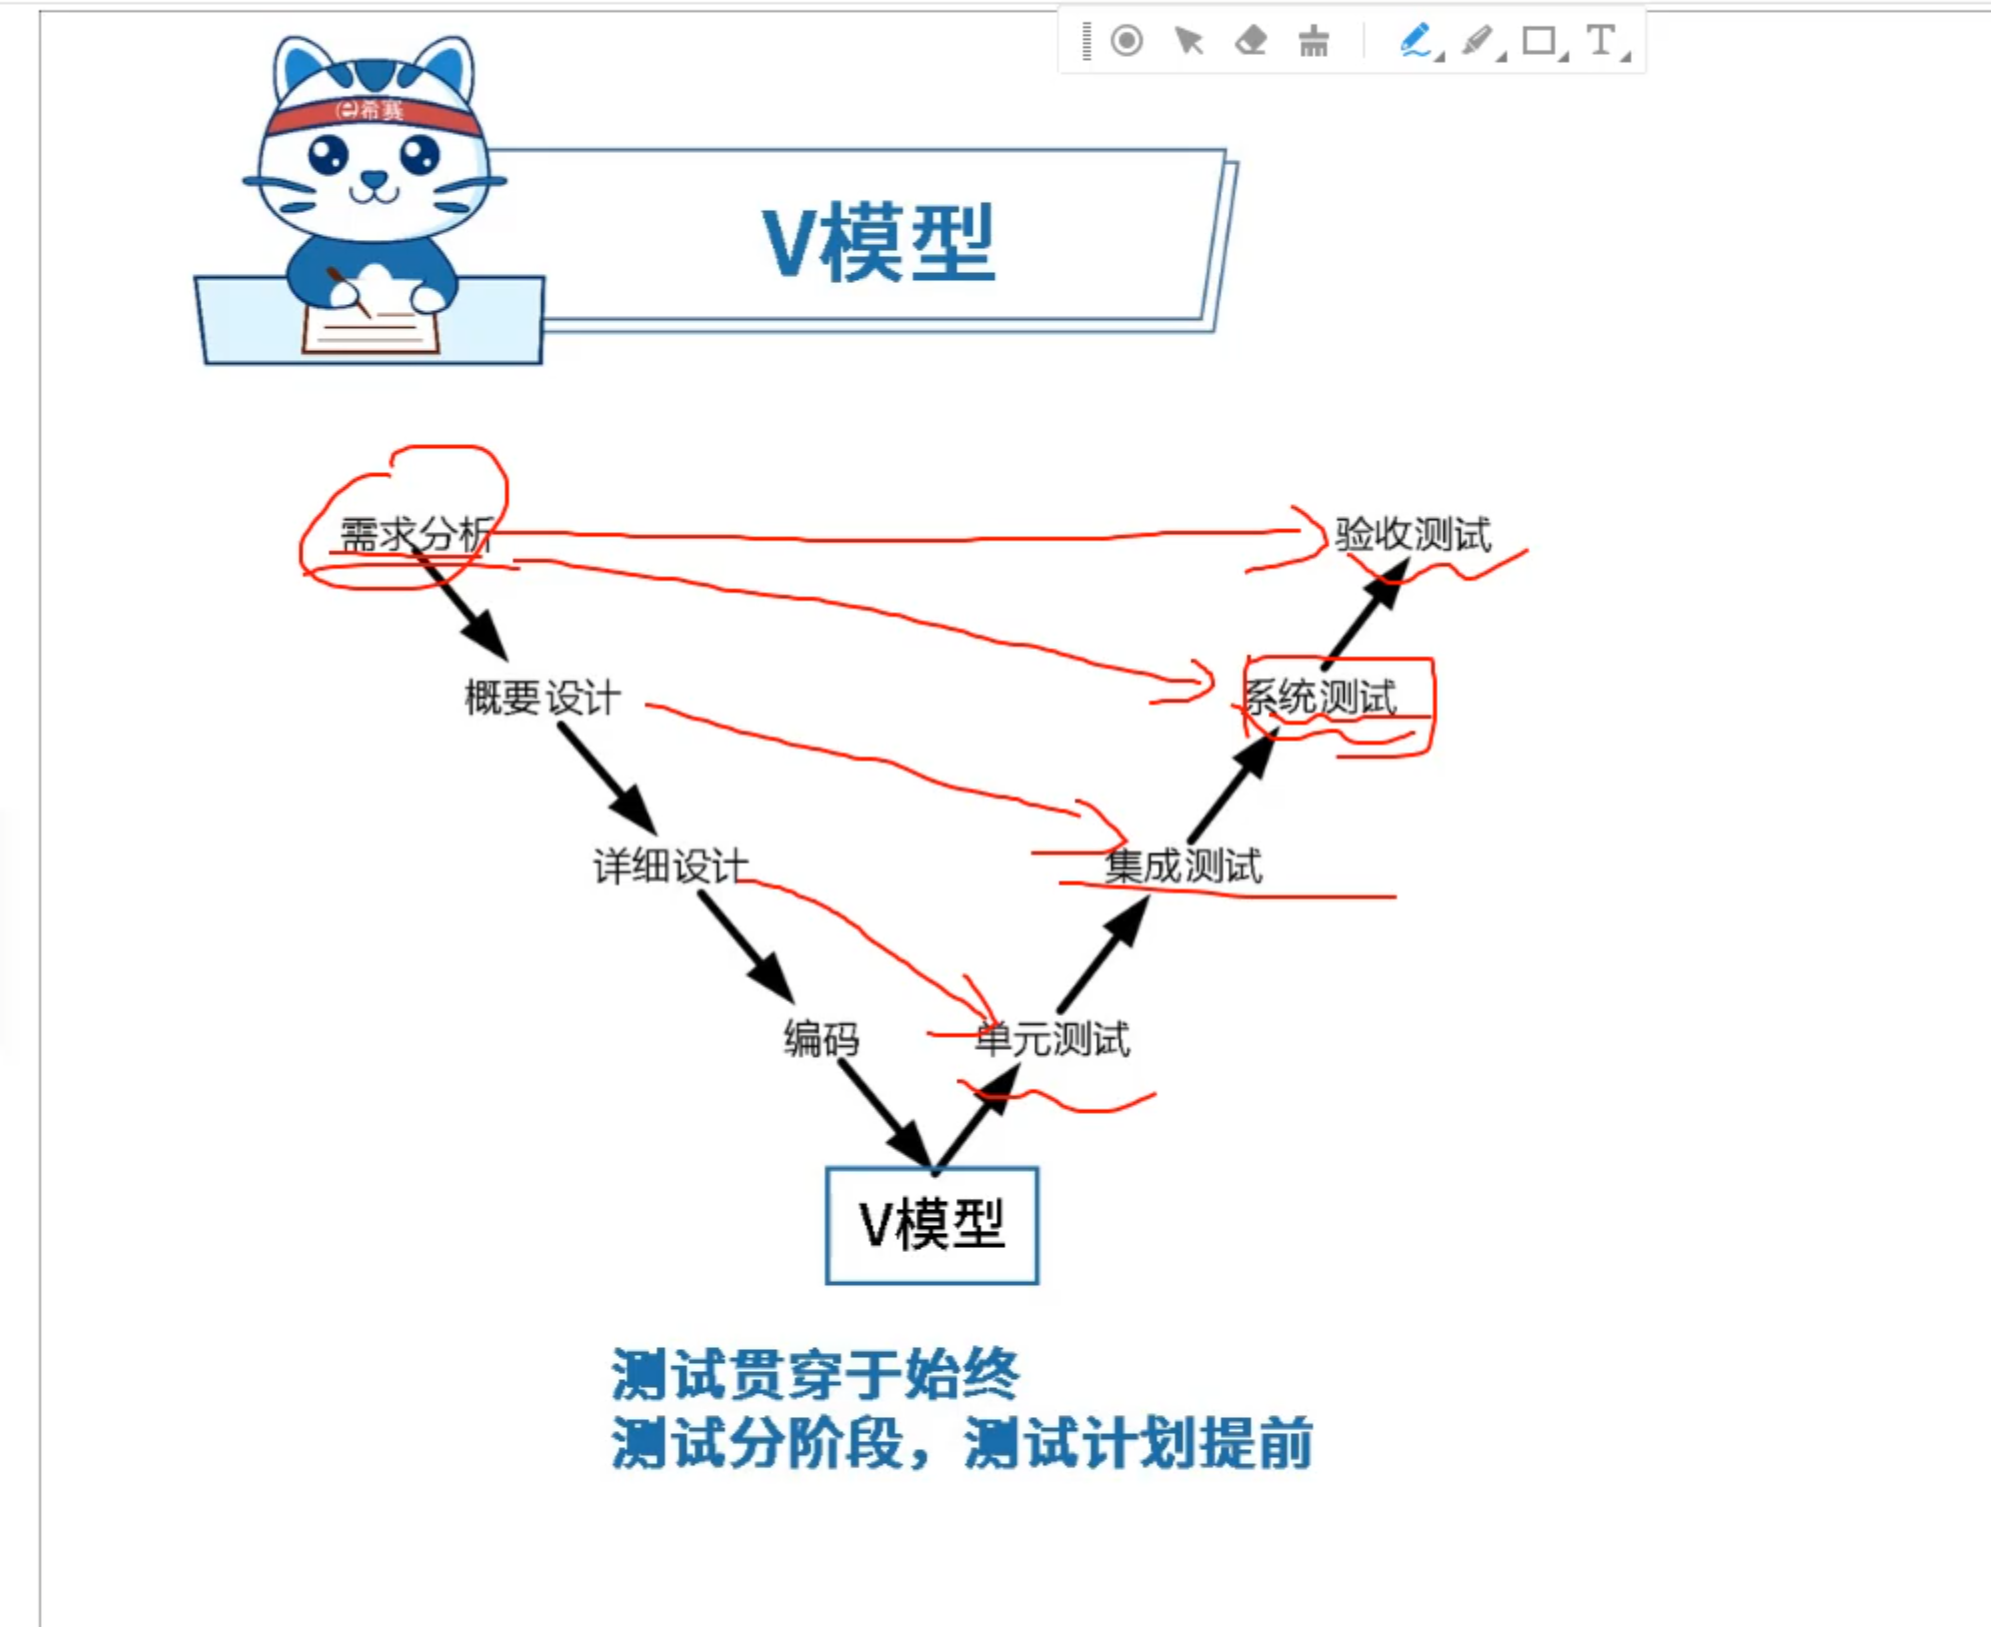 T
e希赛
V模型
需求分析
验收测试
概要设计
系统测试
详细设计
集成测试
编码
单元测试
V模型
测试贯穿于始终
测试分阶段，测试计划提前